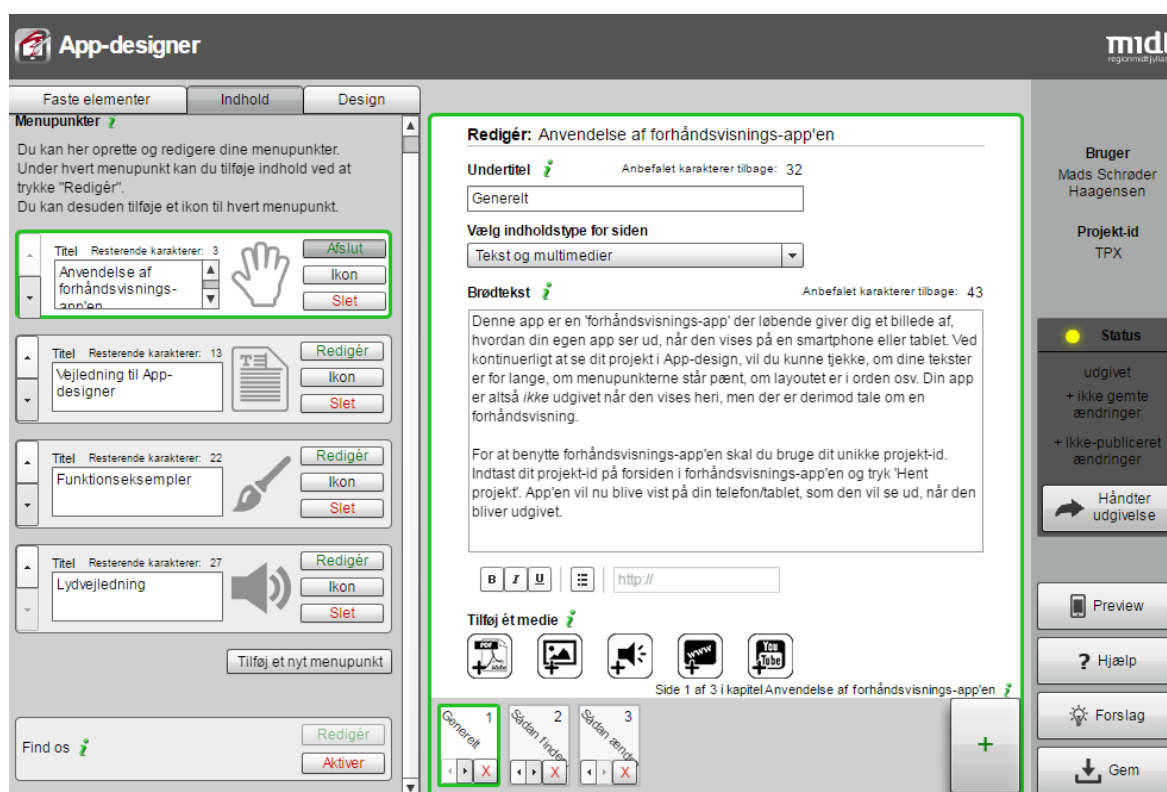 App-designer
midt
regionmidtjyllan
Faste elementer
Indhold
Design
Menupunkter i
Du kan her oprette og redigere dine menupunkter.
Under hvert menupunkt kan du tilføje indhold ved at
trykke "Redigér".
Du kan desuden tilføje et ikon til hvert menupunkt.
Titel Resterende karakterer: 3
Anvendelse af
forhåndsvisnings-
app'en
Afslut
Ikon
Slet
Titel Resterende karakterer: 13
Vejledning til App-
designer
Redigér
Ikon
Slet
Titel Resterende karakterer: 22
Funktionseksempler
Redigér
Ikon
Slet
Titel Resterende karakterer: 27
Lydvejledning
Redigér
Ikon
Slet
Tilføj et nyt menupunkt
Find os i
Redigér
Aktiver
Redigér: Anvendelse af forhåndsvisnings-app'en
Undertitel i Anbefalet karakterer tilbage: 32
Generelt
Vælg indholdstype for siden
Tekst og multimedier
Brødtekst i Anbefalet karakterer tilbage: 43
Denne app er en 'forhåndsvisnings-app' der løbende giver dig et billede af,
hvordan din egen app ser ud, når den vises på en smartphone eller tablet. Ved
kontinuerligt at se dit projekt i App-design, vil du kunne tjekke, om dine tekster
er for lange, om menupunkterne står pænt, om layoutet er i orden osv. Din app
er altså ikke udgivet når den vises heri, men der er derimod tale om en
forhåndsvisning.
For at benytte forhåndsvisnings-app'en skal du bruge dit unikke projekt-id.
Indtast dit projekt-id på forsiden i forhåndsvisnings-app'en og tryk 'Hent
projekt'. App'en vil nu blive vist på din telefon/tablet, som den vil se ud, når den
bliver udgivet.
B I U http://
Tilføj ét medie i
PDF Adobe
www
You Tube
Side 1 af 3 i kapitel Anvendelse af forhåndsvisnings-app'en i
Generelt 1
X
Sådan finder 2
X
Sådan ændr 3
X
+
Bruger
Mads Schrøder
Haagensen
Projekt-id
TPX
Status
udgivet
+ ikke gemte
ændringer
+ ikke-publiceret
ændringer
Håndter
udgivelse
Preview
? Hjælp
Forslag
Gem